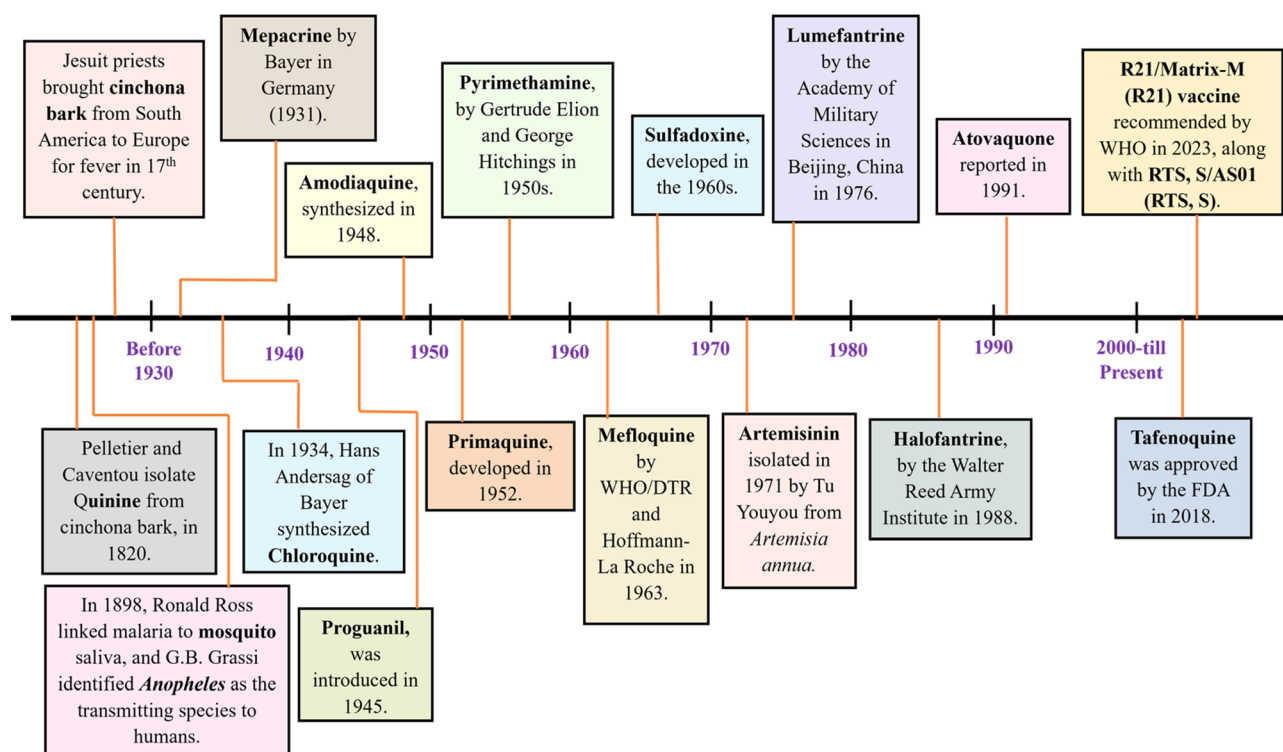 Jesuit priests
brought cinchona
bark from South
America to Europe
for fever in 17th
century.
Mepacrine by
Bayer in
Germany
(1931).
Amodiaquine,
synthesized in
1948.
Pyrimethamine,
by Gertrude Elion
and George
Hitchings in
1950s.
Sulfadoxine,
developed in
the 1960s.
Lumefantrine
by the
Academy of
Military
Sciences in
Beijing, China
in 1976.
Atovaquone
reported in
1991.
R21/Matrix-M
(R21) vaccine
recommended by
WHO in 2023, along
with RTS, S/AS01
(RTS, S).
Before
1930
1940
1950
1960
1970
1980
1990
2000-till
Present
Pelletier and
Caventou isolate
Quinine from
cinchona bark, in
1820.
In 1898, Ronald Ross
linked malaria to mosquito
saliva, and G.B. Grassi
identified Anopheles as the
transmitting species to
humans.
In 1934, Hans
Andersag of
Bayer
synthesized
Chloroquine.
Proguanil,
was
introduced in
1945.
Primaquine,
developed in
1952.
Mefloquine
by
WHO/DTR
and
Hoffmann-
La Roche in
1963.
Artemisinin
isolated in
1971 by Tu
Youyou from
Artemisia
annua.
Halofantrine,
by the Walter
Reed Army
Institute in 1988.
Tafenoquine
was approved
by the FDA
in 2018.